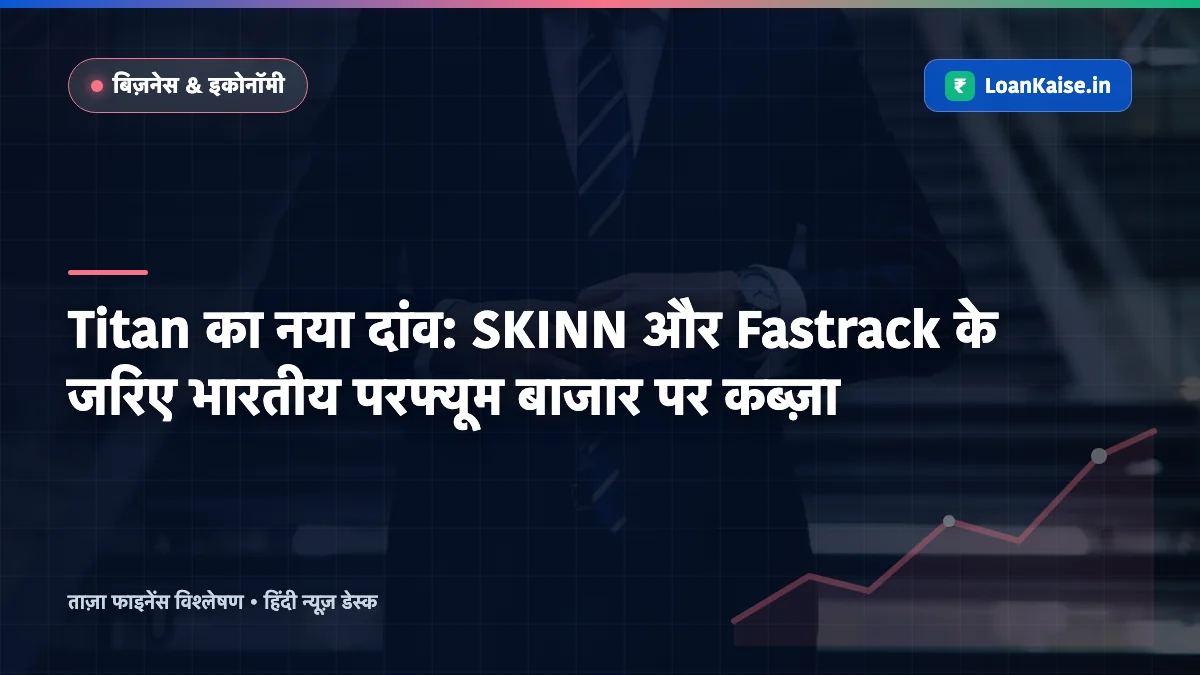 बिज़नेस & इकोनॉमी
₹ LoanKaise.in
Titan का नया दांव: SKINN और Fastrack के
जरिए भारतीय परफ्यूम बाजार पर कब्ज़ा
ताज़ा फाइनेंस विश्लेषण • हिंदी न्यूज़ डेस्क